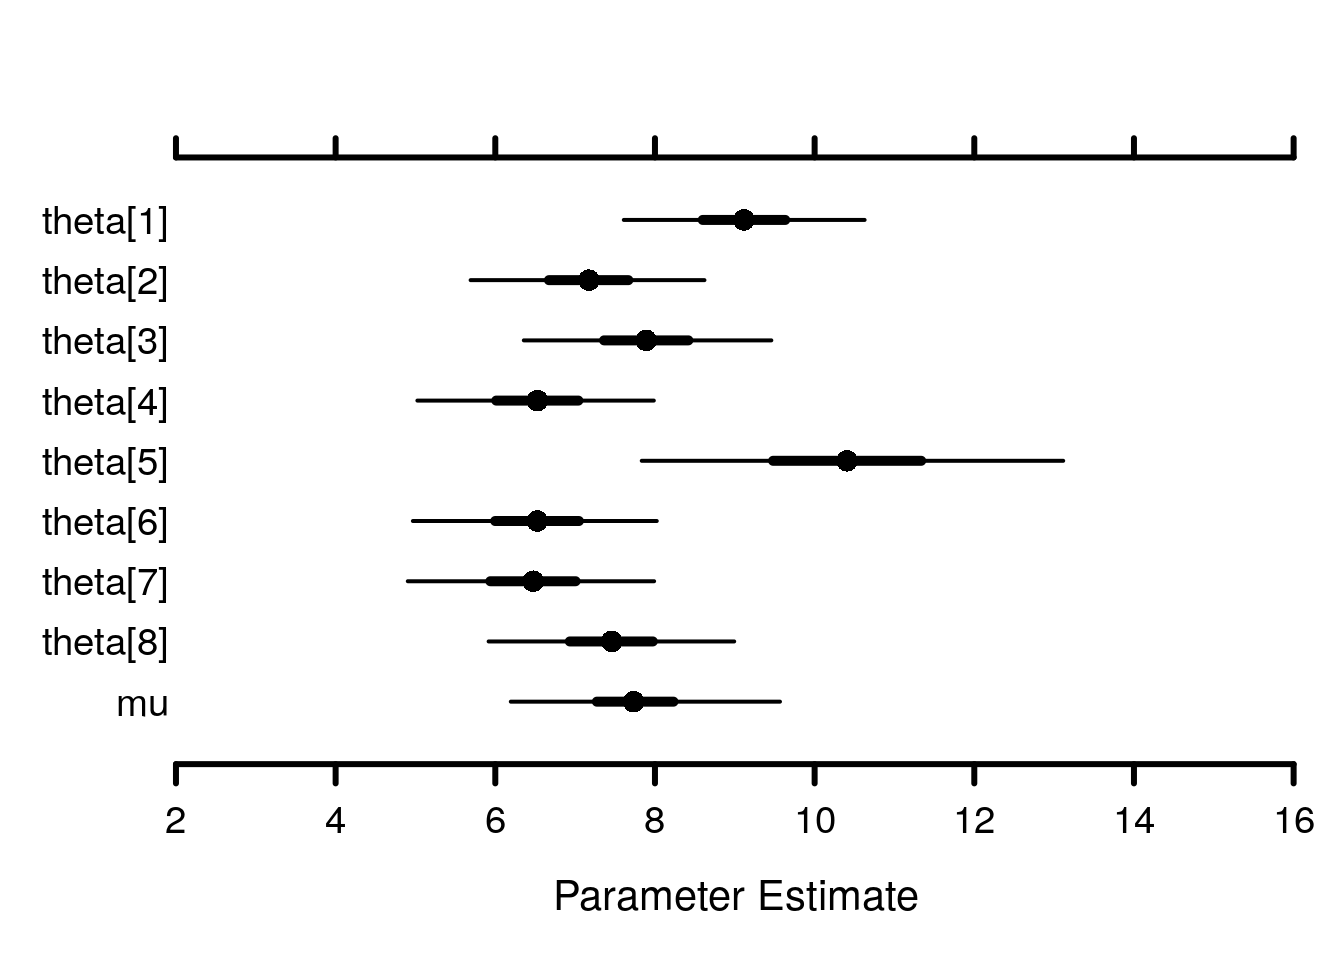 theta[1]
theta[2]
theta[3]
theta[4]
theta[5]
theta[6]
theta[7]
theta[8]
mu
2 4 6 8 10 12 14 16
Parameter Estimate